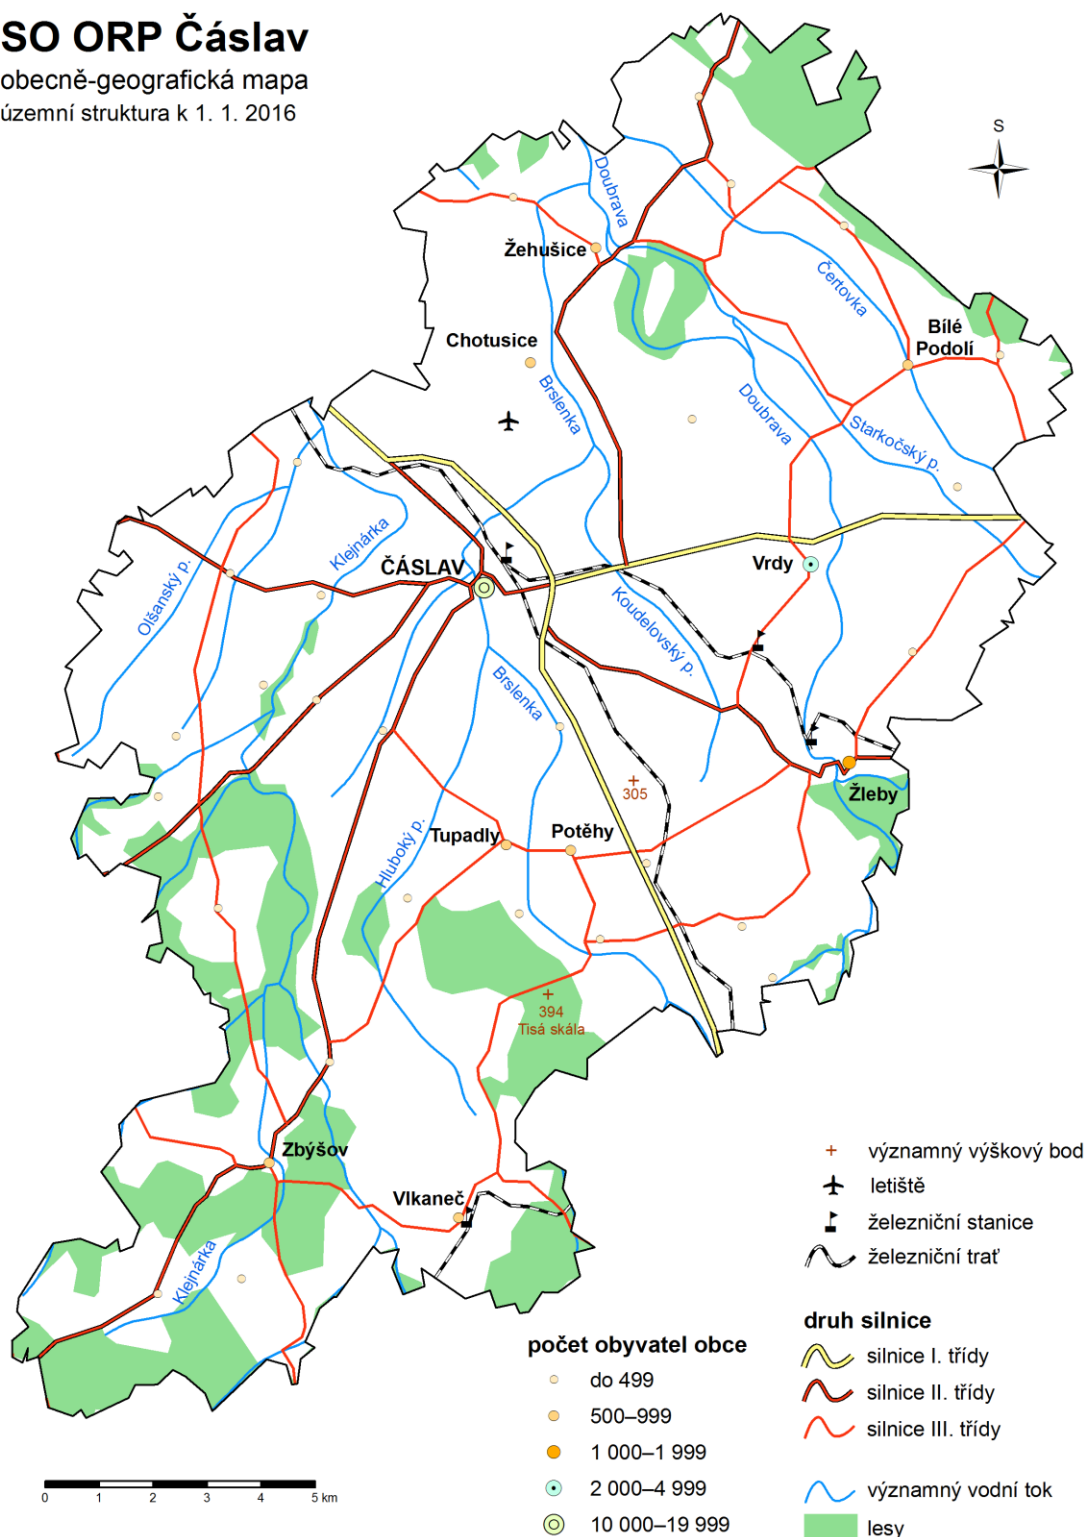 SO ORP Čáslav
obecně-geografická mapa
územní struktura k 1. 1. 2016
S
Doubrava
Žehušice
Čertovka
Bílé
Podolí
Chotusice
Brslenka
Doubrava
Starkočský p.
Klejnárka
Olšanský p.
ČÁSLAV
Vrdy
Koudelovský p.
Brslenka
305
Žleby
Tupadly
Potěhy
Hluboký p.
394
Tisá skála
Zbýšov
Vlkaneč
Klejnárka
významný výškový bod
letiště
železniční stanice
železniční trať
druh silnice
silnice I. třídy
silnice II. třídy
silnice III. třídy
významný vodní tok
lesy
počet obyvatel obce
do 499
500–999
1 000–1 999
2 000–4 999
10 000–19 999
0 1 2 3 4 5 km